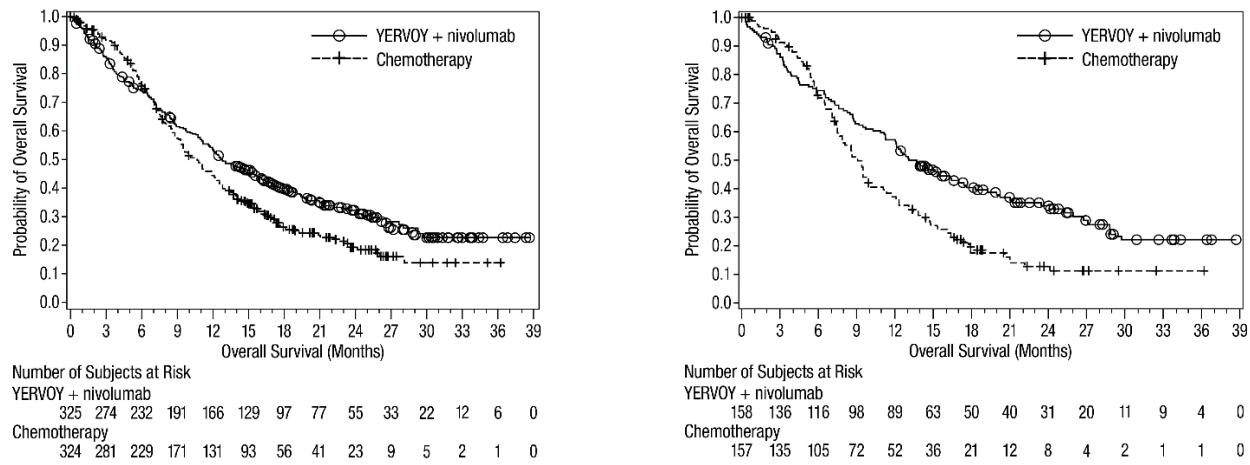 1.0
0.9
0.8
0.7
0.6
0.5
0.4
0.3
0.2
0.1
0.0
Probability of Overall Survival
YERVOY + nivolumab
Chemotherapy
0 3 6 9 12 15 18 21 24 27 30 33 36 39
Overall Survival (Months)
Number of Subjects at Risk
YERVOY + nivolumab
325 274 232 191 166 129 97 77 55 33 22 12 6 0
Chemotherapy
324 281 229 171 131 93 56 41 23 9 5 2 1 0
1.0
0.9
0.8
0.7
0.6
0.5
0.4
0.3
0.2
0.1
0.0
Probability of Overall Survival
YERVOY + nivolumab
Chemotherapy
0 3 6 9 12 15 18 21 24 27 30 33 36 39
Overall Survival (Months)
Number of Subjects at Risk
YERVOY + nivolumab
158 136 116 98 89 63 50 40 31 20 11 9 4 0
Chemotherapy
157 135 105 72 52 36 21 12 8 4 2 1 1 0